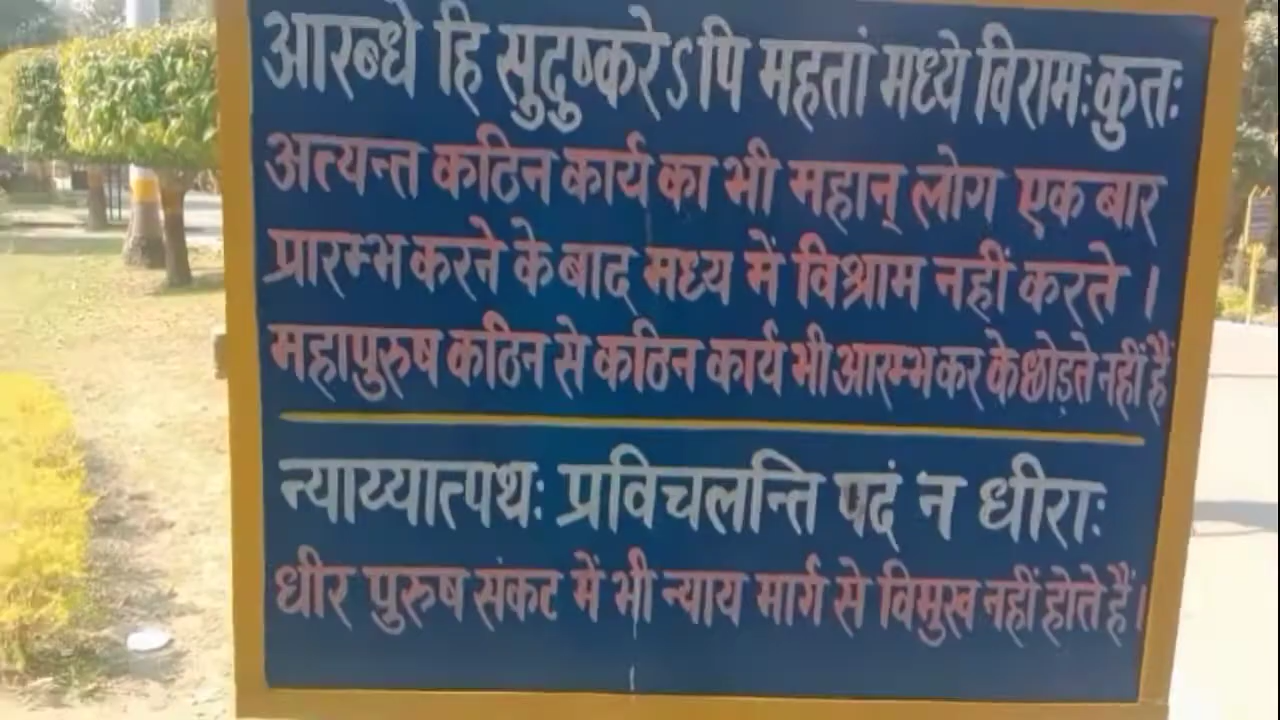 आरब्धे हि सुदुष्करेऽपि महतां मध्ये विरामःकुतः
अत्यन्त कठिन कार्य का भी महान् लोग एक बार
प्रारम्भ करने के बाद मध्य में विश्राम नहीं करते ।
महापुरुष कठिन से कठिन कार्य भी आरम्भ कर के छोड़ते नहीं हैं
न्याय्यात्पथः प्रविचलन्ति पदं न धीराः
धीर पुरुष संकट में भी न्याय मार्ग से विमुख नहीं होते हैं।